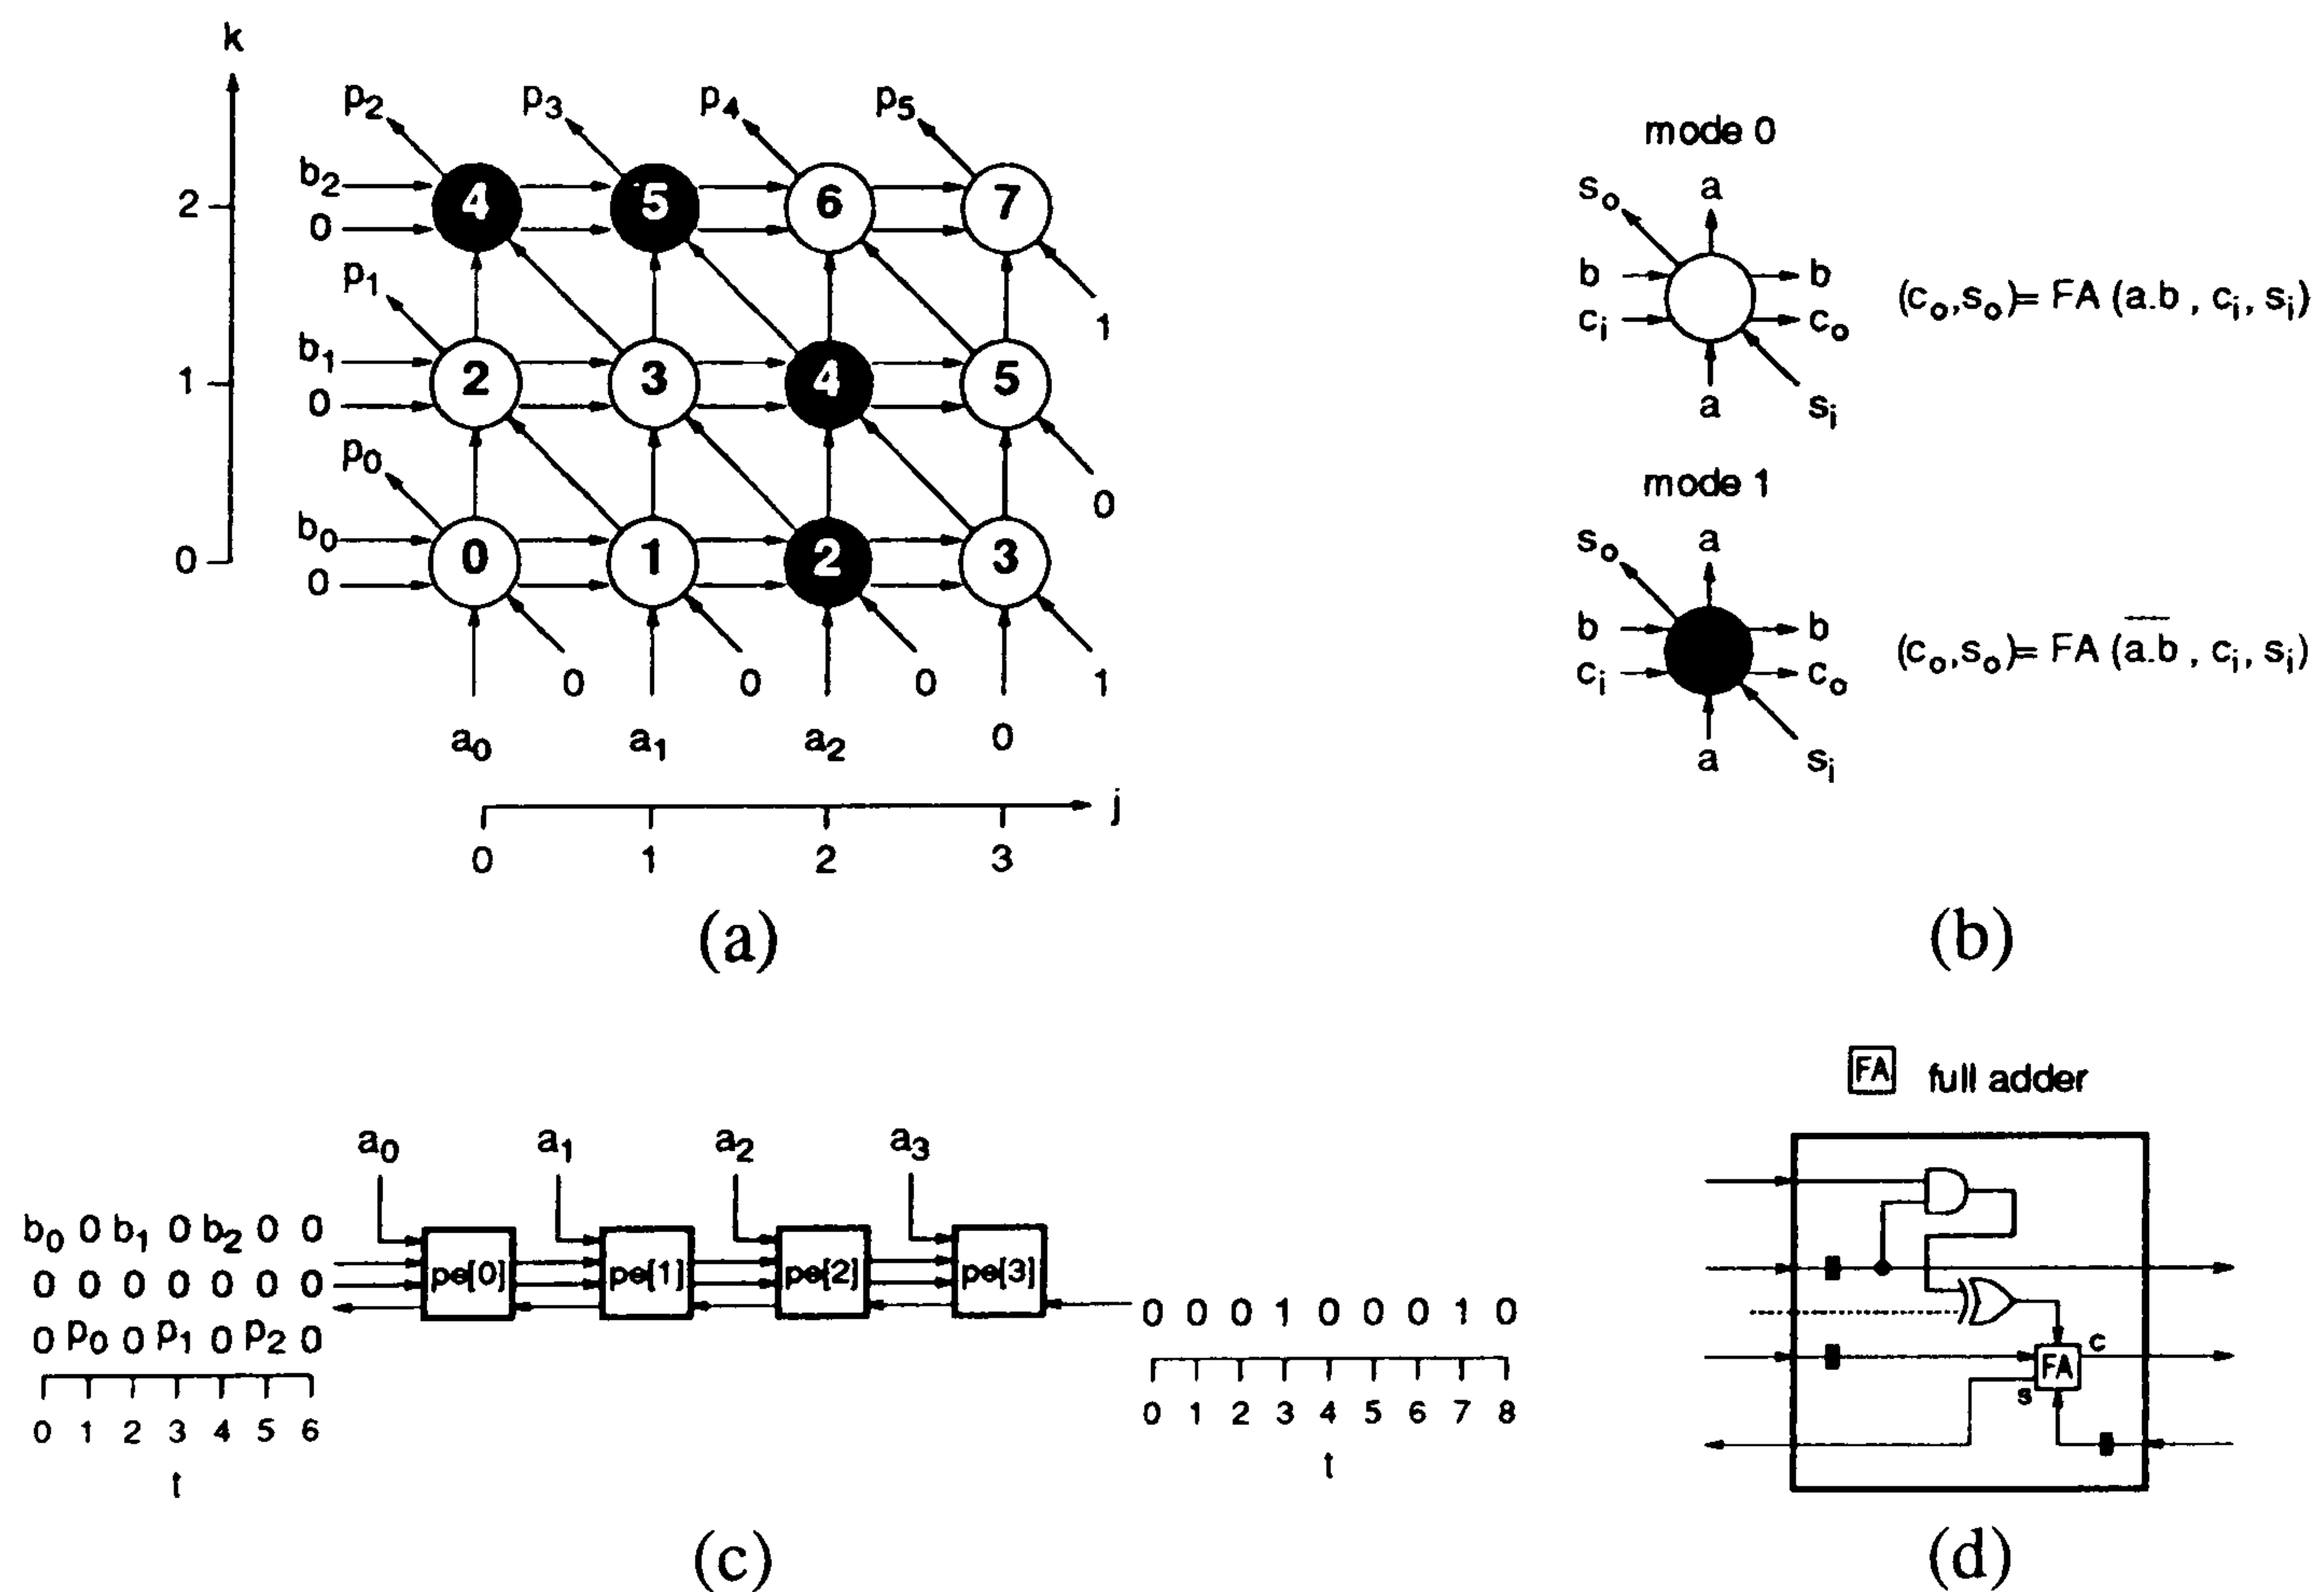 k
p2 p3 p4 p5
b2 4 5 6 7
2 0
p1 1
b1 2 3 4 5
1 0
p0 0
b0 0 1 2 3
0 0
0 0 0 1
a0 a1 a2 0
j
0 1 2 3
(a)
mode 0
so a
b b
ci co
a si
(co,so)= FA (a.b , ci, si)
mode 1
so a
b b
ci co
a si
(co,so)= FA (a̅.̅b̅ , ci, si)
(b)
a0 a1 a2 a3
b0 0 b1 0 b2 0 0
0 0 0 0 0 0 0
0 p0 0 p1 0 p2 0
0 1 2 3 4 5 6
t
pe[0] pe[1] pe[2] pe[3]
0 0 0 1 0 0 0 1 0
0 1 2 3 4 5 6 7 8
t
(c)
FA full adder
c
FA
s
(d)